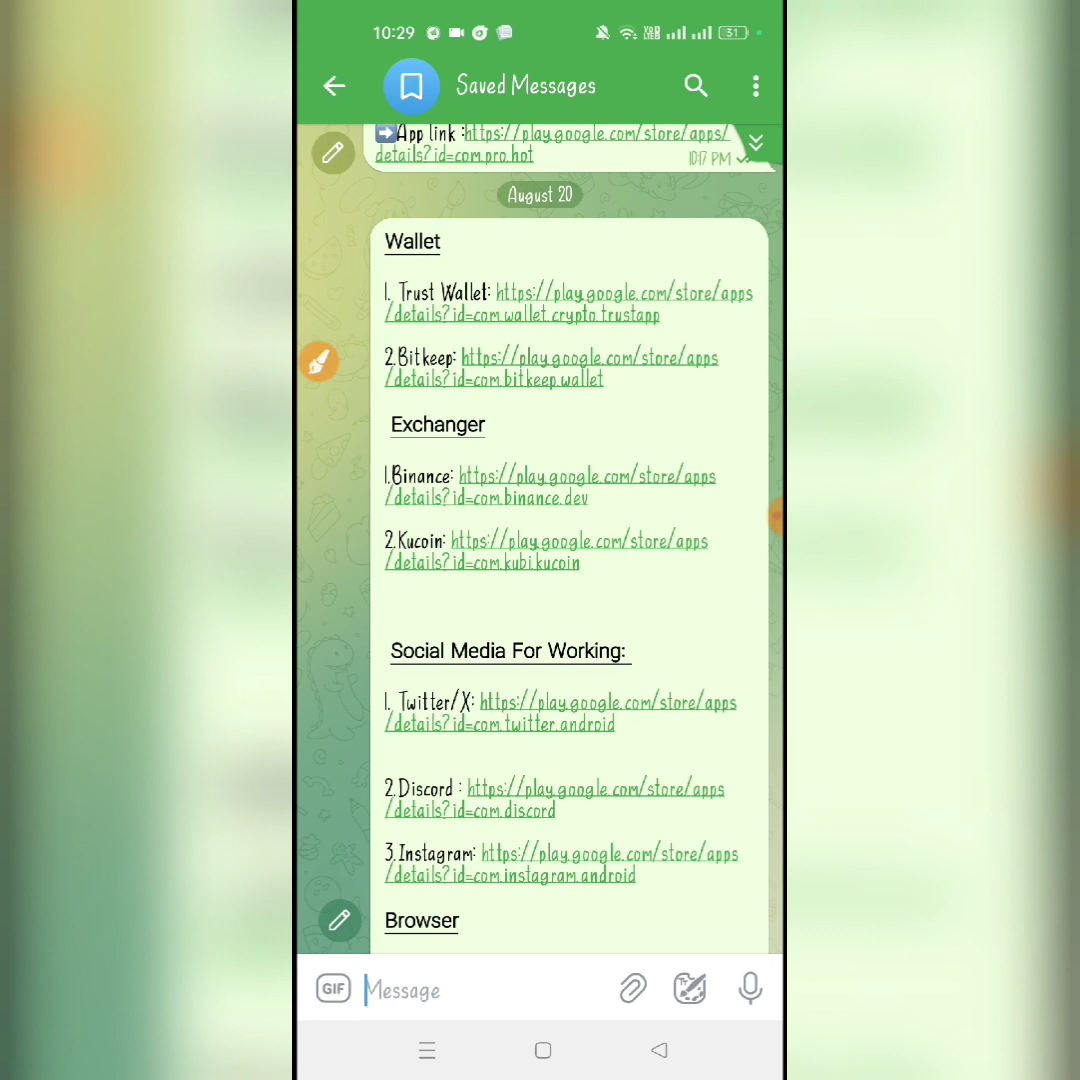 10:29
VoD LTE 31
Saved Messages
➡App link :https://play.google.com/store/apps/
details?id=com.pro.hot
10:17 PM
August 20
Wallet
1. Trust Wallet: https://play.google.com/store/apps
/details?id=com.wallet.crypto.trustapp
2.Bitkeep: https://play.google.com/store/apps
/details?id=com.bitkeep.wallet
Exchanger
1.Binance: https://play.google.com/store/apps
/details?id=com.binance.dev
2.Kucoin: https://play.google.com/store/apps
/details?id=com.kubi.kucoin
Social Media For Working:
1. Twitter/X: https://play.google.com/store/apps
/details?id=com.twitter.android
2.Discord : https://play.google.com/store/apps
/details?id=com.discord
3.Instagram: https://play.google.com/store/apps
/details?id=com.instagram.android
Browser
GIF Message